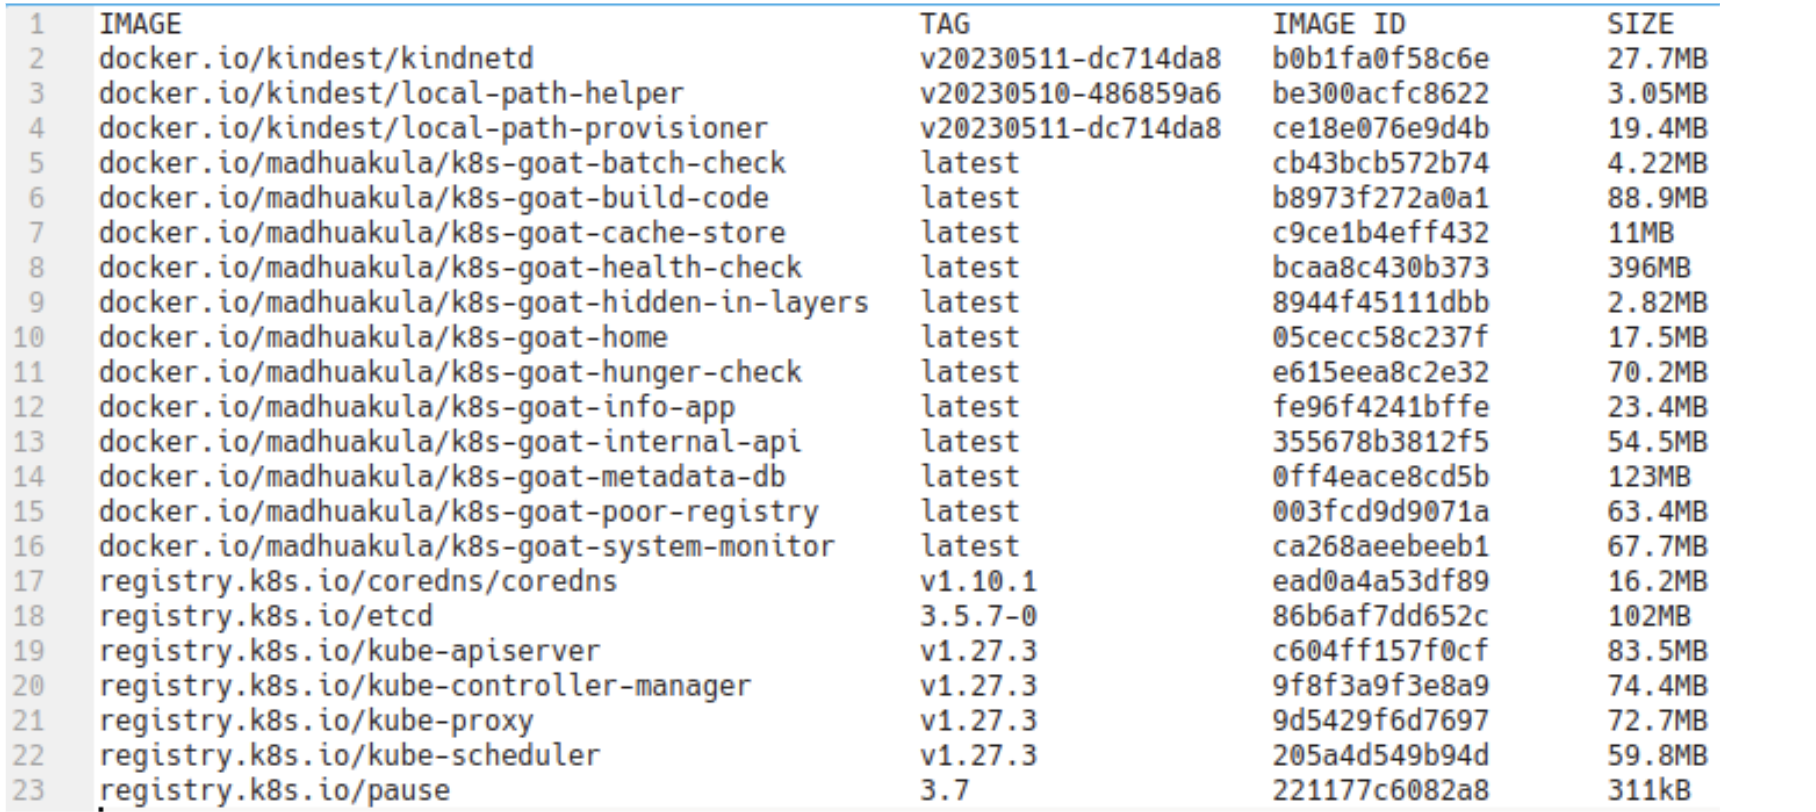 1 IMAGE TAG IMAGE ID SIZE
2 docker.io/kindest/kindnetd v20230511-dc714da8 b0b1fa0f58c6e 27.7MB
3 docker.io/kindest/local-path-helper v20230510-486859a6 be300acfc8622 3.05MB
4 docker.io/kindest/local-path-provisioner v20230511-dc714da8 ce18e076e9d4b 19.4MB
5 docker.io/madhuakula/k8s-goat-batch-check latest cb43bcb572b74 4.22MB
6 docker.io/madhuakula/k8s-goat-build-code latest b8973f272a0a1 88.9MB
7 docker.io/madhuakula/k8s-goat-cache-store latest c9ce1b4eff432 11MB
8 docker.io/madhuakula/k8s-goat-health-check latest bcaa8c430b373 396MB
9 docker.io/madhuakula/k8s-goat-hidden-in-layers latest 8944f45111dbb 2.82MB
10 docker.io/madhuakula/k8s-goat-home latest 05cecc58c237f 17.5MB
11 docker.io/madhuakula/k8s-goat-hunger-check latest e615eea8c2e32 70.2MB
12 docker.io/madhuakula/k8s-goat-info-app latest fe96f4241bffe 23.4MB
13 docker.io/madhuakula/k8s-goat-internal-api latest 355678b3812f5 54.5MB
14 docker.io/madhuakula/k8s-goat-metadata-db latest 0ff4eace8cd5b 123MB
15 docker.io/madhuakula/k8s-goat-poor-registry latest 003fcd9d9071a 63.4MB
16 docker.io/madhuakula/k8s-goat-system-monitor latest ca268aeebeeb1 67.7MB
17 registry.k8s.io/coredns/coredns v1.10.1 ead0a4a53df89 16.2MB
18 registry.k8s.io/etcd 3.5.7-0 86b6af7dd652c 102MB
19 registry.k8s.io/kube-apiserver v1.27.3 c604ff157f0cf 83.5MB
20 registry.k8s.io/kube-controller-manager v1.27.3 9f8f3a9f3e8a9 74.4MB
21 registry.k8s.io/kube-proxy v1.27.3 9d5429f6d7697 72.7MB
22 registry.k8s.io/kube-scheduler v1.27.3 205a4d549b94d 59.8MB
23 registry.k8s.io/pause 3.7 221177c6082a8 311kB